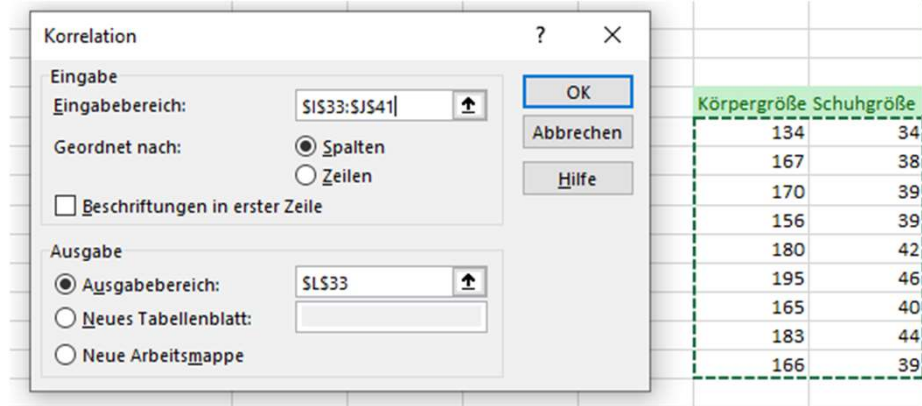 Korrelation ? ×
Eingabe
Eingabebereich: $I$33:$J$41
OK
Geordnet nach: Spalten
Zeilen
Abbrechen
Hilfe
Beschriftungen in erster Zeile
Ausgabe
Ausgabebereich: $L$33
Neues Tabellenblatt:
Neue Arbeitsmappe
Körpergröße Schuhgröße
134 34
167 38
170 39
156 39
180 42
195 46
165 40
183 44
166 39